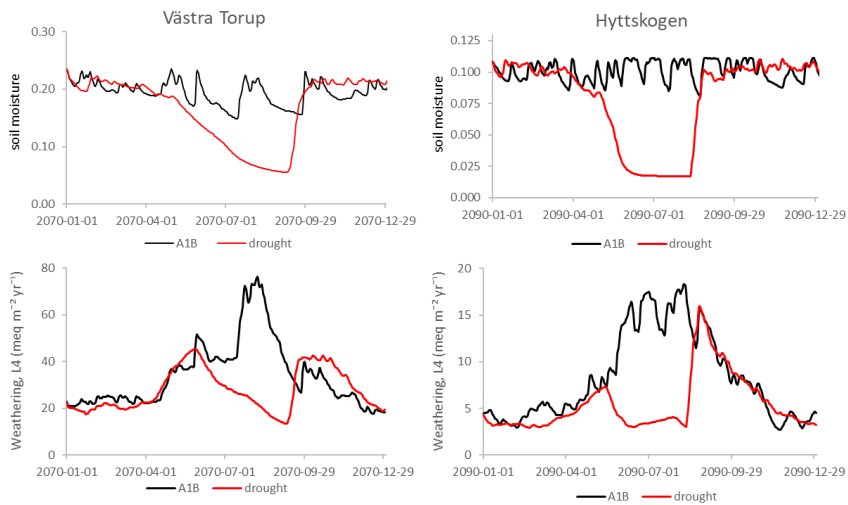 Västra Torup
0.30
0.20
0.10
0.00
soil moisture
2070-01-01 2070-04-01 2070-07-01 2070-09-29 2070-12-29
A1B drought
Hyttskogen
0.125
0.100
0.075
0.050
0.025
0.000
soil moisture
2090-01-01 2090-04-01 2090-07-01 2090-09-29 2090-12-29
A1B drought
80
60
40
20
0
Weathering, L4 (meq m⁻² yr⁻¹)
2070-01-01 2070-04-01 2070-07-01 2070-09-29 2070-12-29
A1B drought
20
15
10
5
0
Weathering, L4 (meq m⁻² yr⁻¹)
2090-01-01 2090-04-01 2090-07-01 2090-09-29 2090-12-29
A1B drought